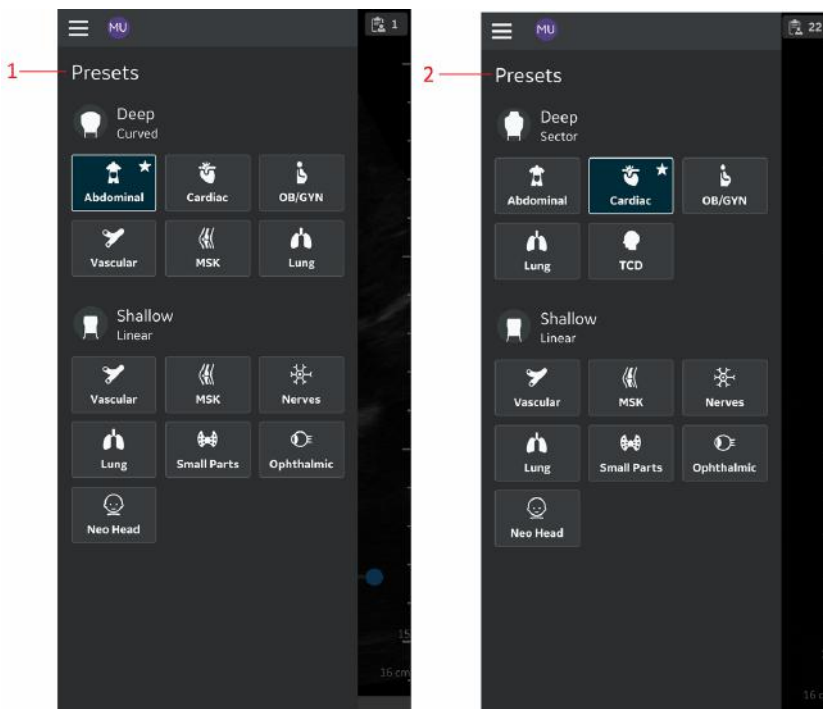 MU
1
1
Presets
Deep
Curved
Abdominal
Cardiac
OB/GYN
Vascular
MSK
Lung
Shallow
Linear
Vascular
MSK
Nerves
Lung
Small Parts
Ophthalmic
Neo Head
15
16 cm
MU
22
2
Presets
Deep
Sector
Abdominal
Cardiac
OB/GYN
Lung
TCD
Shallow
Linear
Vascular
MSK
Nerves
Lung
Small Parts
Ophthalmic
Neo Head
16 c